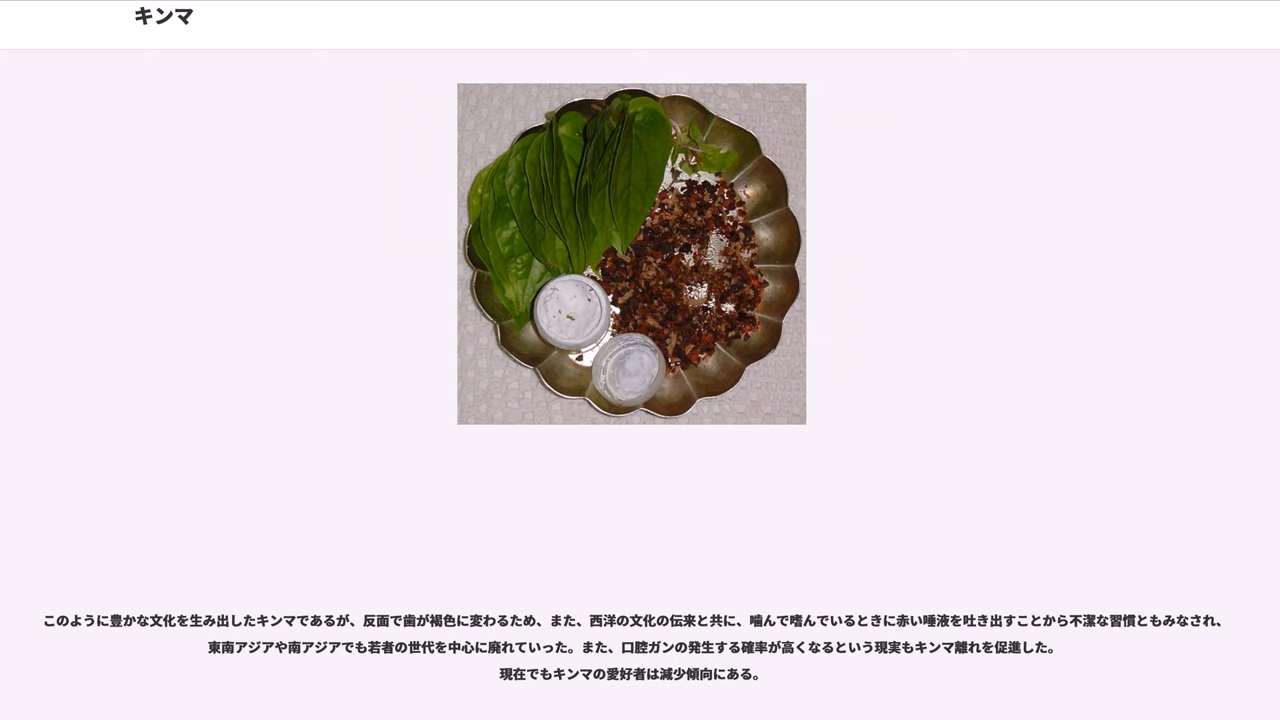 キンマ
このように豊かな文化を生み出したキンマであるが、反面で歯が褐色に変わるため、また、西洋の文化の伝来と共に、噛んで嗜んでいるときに赤い唾液を吐き出すことから不潔な習慣ともみなされ、
東南アジアや南アジアでも若者の世代を中心に廃れていった。また、口腔ガンの発生する確率が高くなるという現実もキンマ離れを促進した。
現在でもキンマの愛好者は減少傾向にある。